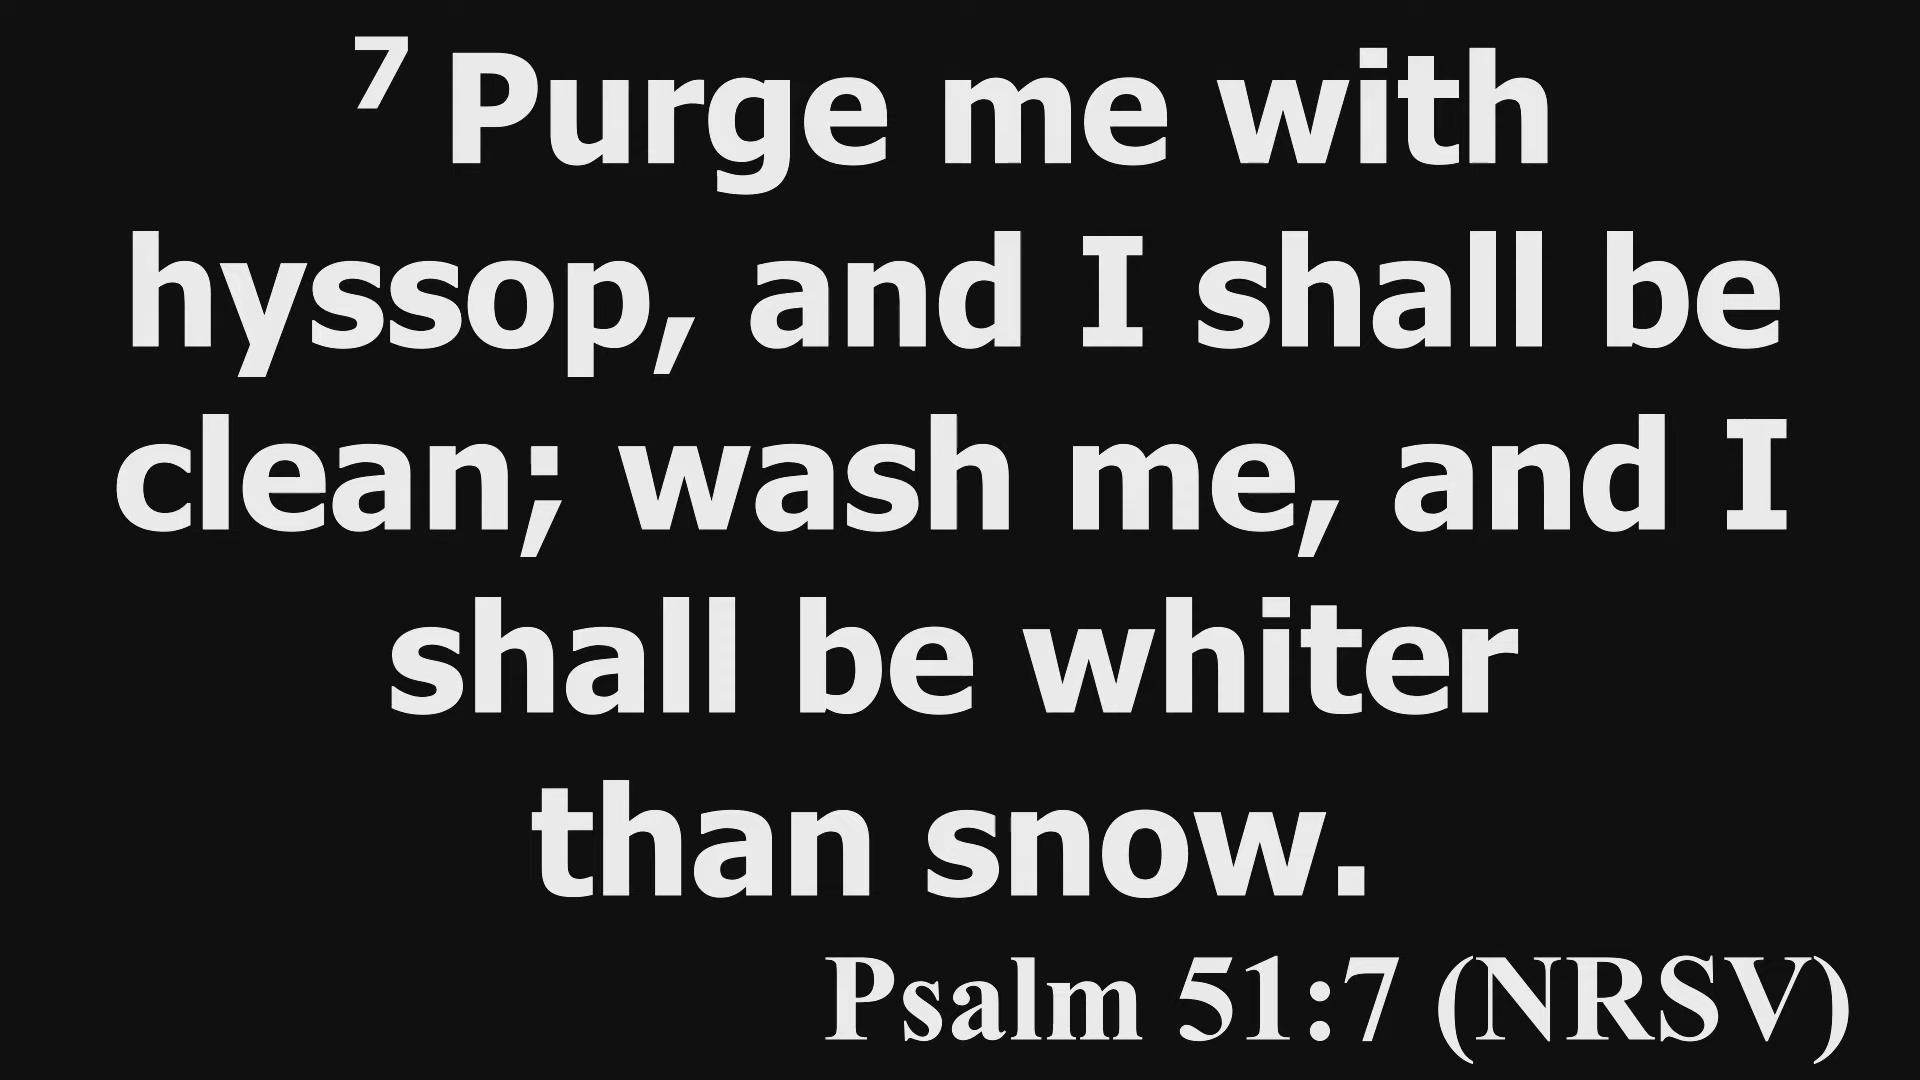 7 Purge me with
hyssop, and I shall be
clean; wash me, and I
shall be whiter
than snow.
Psalm 51:7 (NRSV)